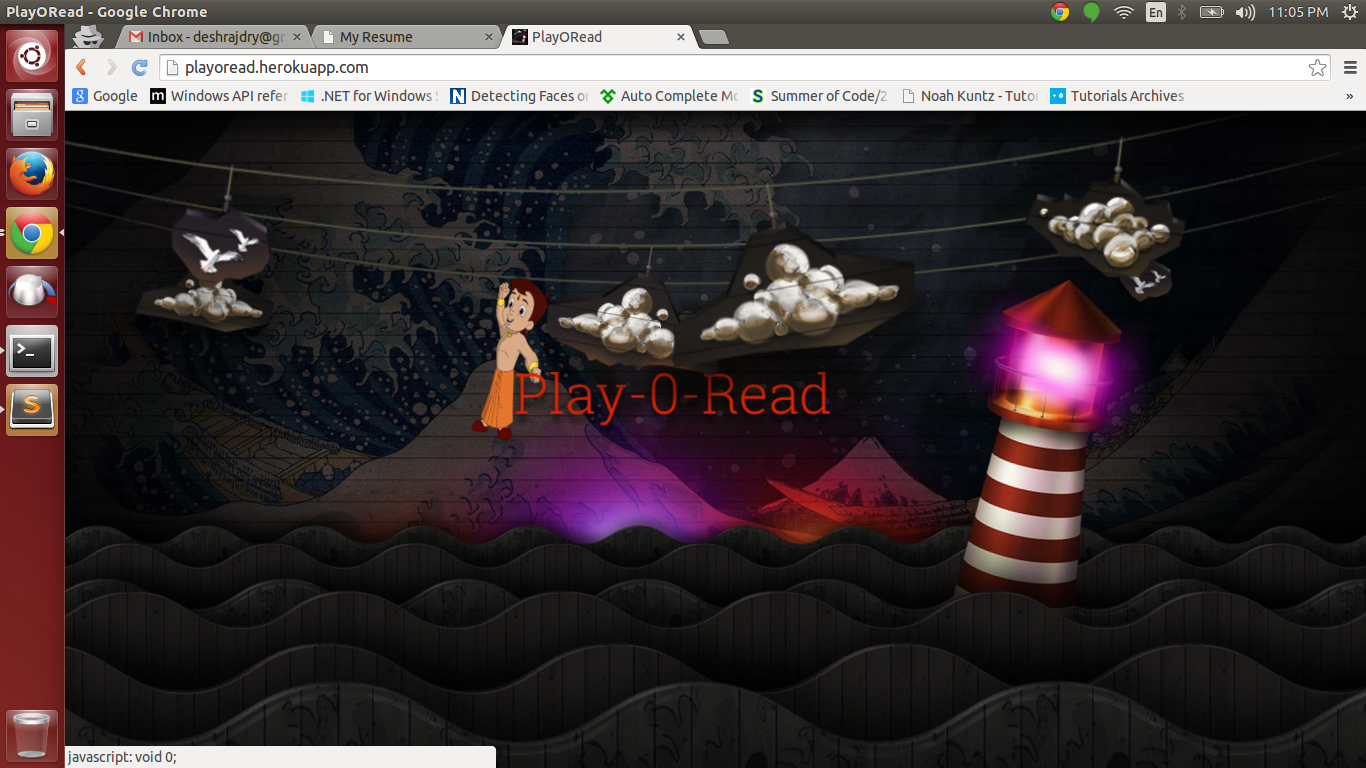 PlayORead - Google Chrome
En
11:05 PM
Inbox - deshrajdry@gr
My Resume
PlayORead
playoread.herokuapp.com
Google
Windows API refer
.NET for Windows
Detecting Faces o
Auto Complete Mo
Summer of Code/2
Noah Kuntz - Tutor
Tutorials Archives
»
Play-0-Read
javascript: void 0;